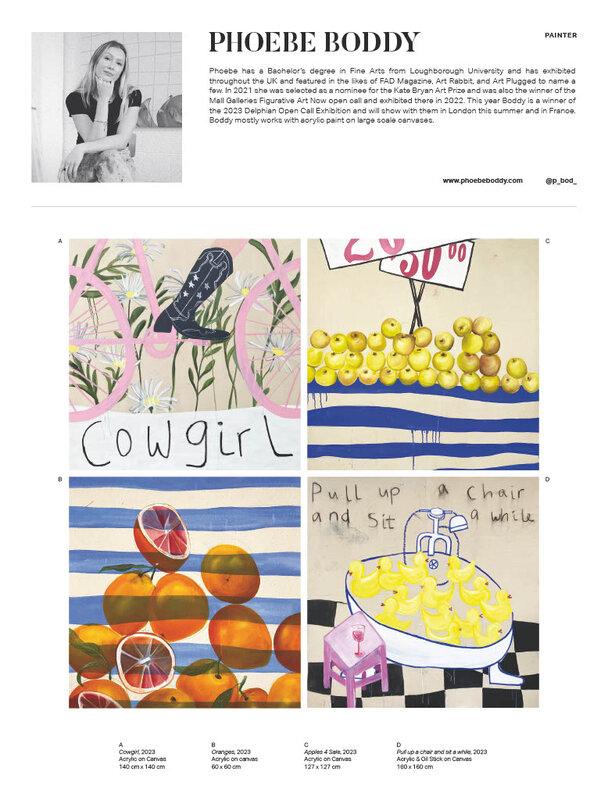 PHOEBE BODDY
PAINTER
Phoebe has a Bachelor's degree in Fine Arts from Loughborough University and has exhibited
throughout the UK and featured in the likes of FAD Magazine, Art Rabbit, and Art Plugged to name a
few. In 2021 she was selected as a nominee for the Kate Bryan Art Prize and was also the winner of the
Mall Galleries Figurative Art Now open call and exhibited there in 2022. This year Boddy is a winner of
the 2023 Delphian Open Call Exhibition and will show with them in London this summer and in France.
Boddy mostly works with acrylic paint on large scale canvases.
www.phoebeboddy.com @p_bod_
A
Cowgirl
C
20
30 00
B
D
Pull up a chair
and sit a while
A
Cowgirl, 2023
Acrylic on Canvas
140 cm x 140 cm
B
Oranges, 2023
Acrylic on canvas
60 x 60 cm
C
Apples 4 Sale, 2023
Acrylic on Canvas
127 x 127 cm
D
Pull up a chair and sit a while, 2023
Acrylic & Oil Stick on Canvas
160 x 160 cm